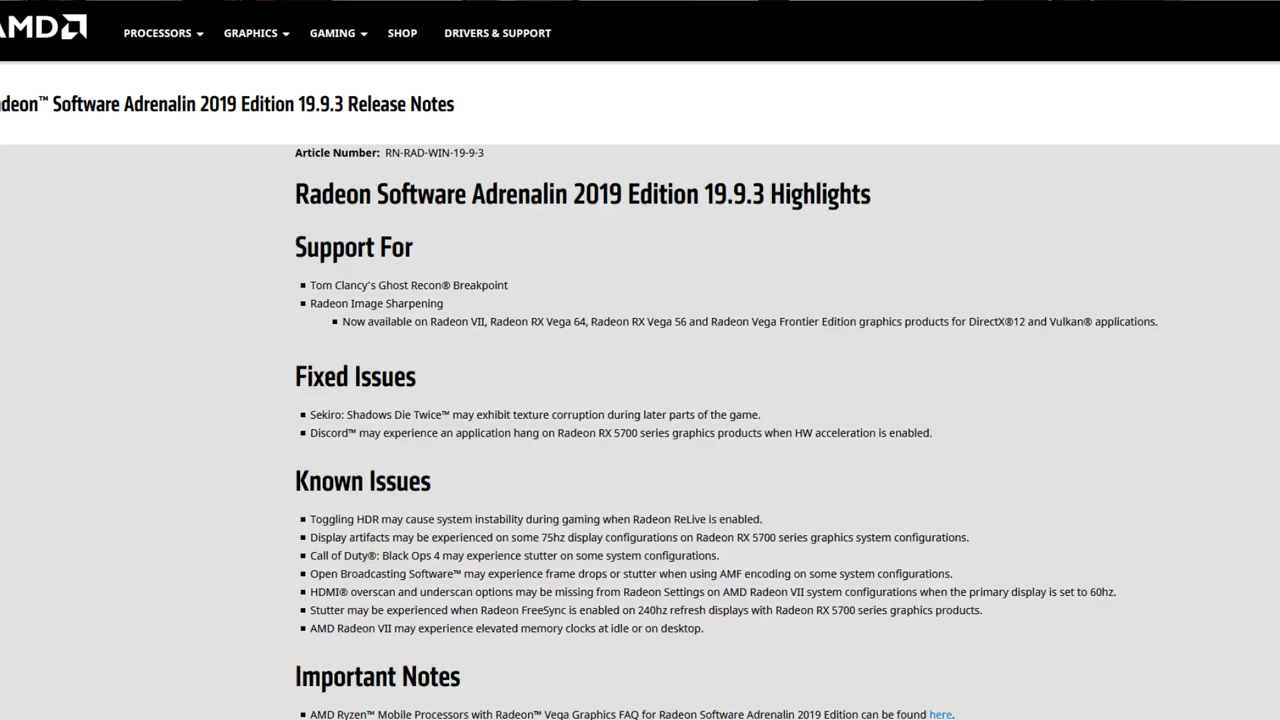 AMD
PROCESSORS GRAPHICS GAMING SHOP DRIVERS & SUPPORT
deon™ Software Adrenalin 2019 Edition 19.9.3 Release Notes
Article Number: RN-RAD-WIN-19-9-3
Radeon Software Adrenalin 2019 Edition 19.9.3 Highlights
Support For
Tom Clancy's Ghost Recon® Breakpoint
Radeon Image Sharpening
Now available on Radeon VII, Radeon RX Vega 64, Radeon RX Vega 56 and Radeon Vega Frontier Edition graphics products for DirectX®12 and Vulkan® applications.
Fixed Issues
Sekiro: Shadows Die Twice™ may exhibit texture corruption during later parts of the game.
Discord™ may experience an application hang on Radeon RX 5700 series graphics products when HW acceleration is enabled.
Known Issues
Toggling HDR may cause system instability during gaming when Radeon ReLive is enabled.
Display artifacts may be experienced on some 75hz display configurations on Radeon RX 5700 series graphics system configurations.
Call of Duty®: Black Ops 4 may experience stutter on some system configurations.
Open Broadcasting Software™ may experience frame drops or stutter when using AMF encoding on some system configurations.
HDMI® overscan and underscan options may be missing from Radeon Settings on AMD Radeon VII system configurations when the primary display is set to 60hz.
Stutter may be experienced when Radeon FreeSync is enabled on 240hz refresh displays with Radeon RX 5700 series graphics products.
AMD Radeon VII may experience elevated memory clocks at idle or on desktop.
Important Notes
AMD Ryzen™ Mobile Processors with Radeon™ Vega Graphics FAQ for Radeon Software Adrenalin 2019 Edition can be found here.